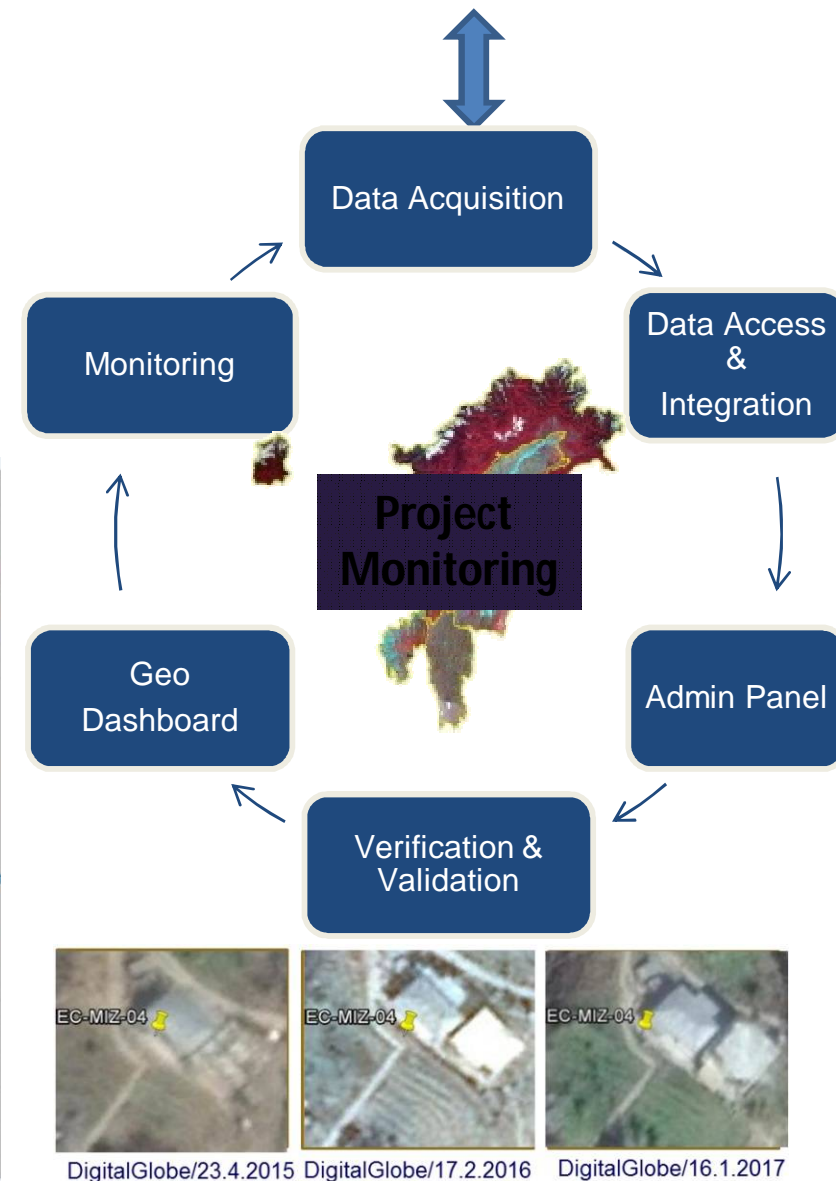 Data Acquisition
Data Access
&
Integration
Monitoring
Project
Monitoring
Geo
Dashboard
Admin Panel
Verification &
Validation
EC-MIZ-04
EC-MIZ-04
EC-MIZ-04
DigitalGlobe/23.4.2015
DigitalGlobe/17.2.2016
DigitalGlobe/16.1.2017